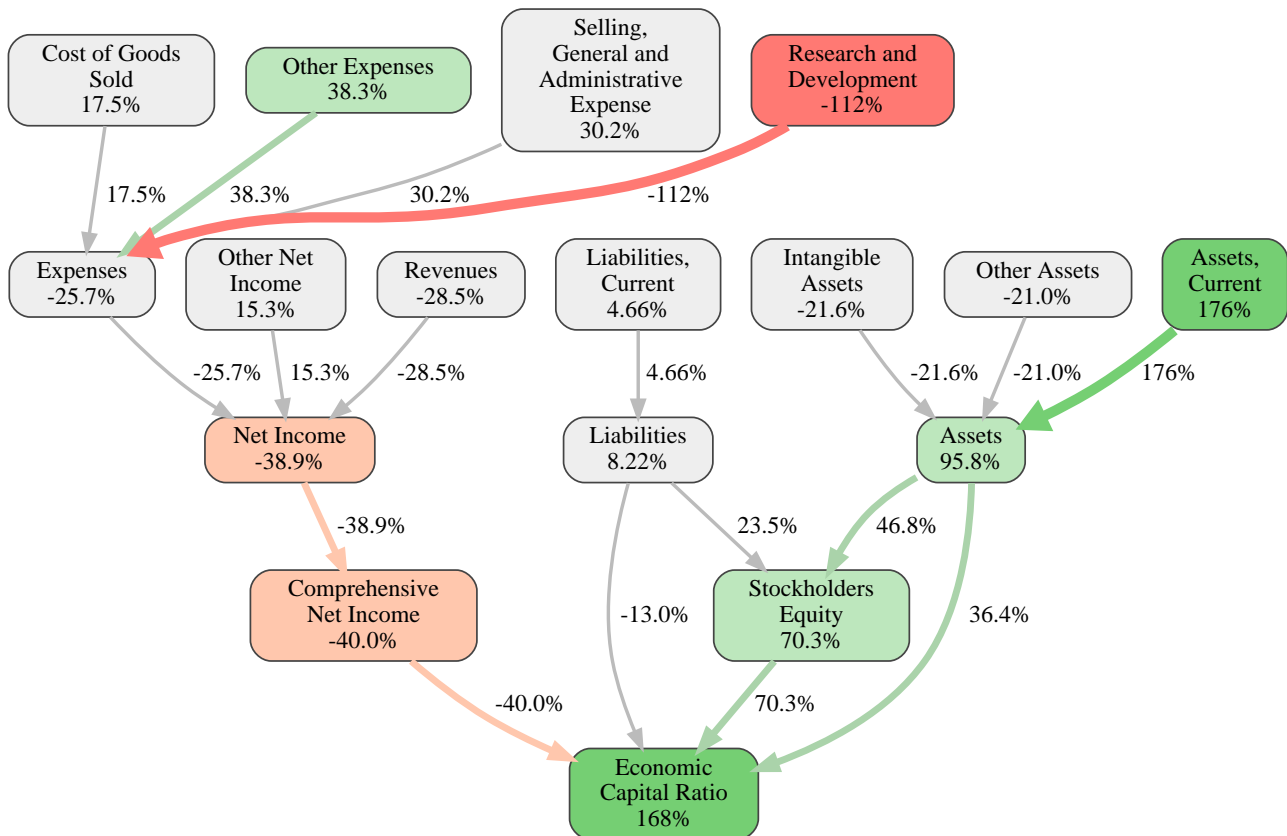 Cost of Goods
Sold
17.5%
Other Expenses
38.3%
Selling,
General and
Administrative
Expense
30.2%
Research and
Development
-112%
17.5%
38.3%
30.2%
-112%
Expenses
-25.7%
Other Net
Income
15.3%
Revenues
-28.5%
Liabilities,
Current
4.66%
Intangible
Assets
-21.6%
Other Assets
-21.0%
Assets,
Current
176%
-25.7%
15.3%
-28.5%
4.66%
-21.6%
-21.0%
176%
Net Income
-38.9%
Liabilities
8.22%
Assets
95.8%
-38.9%
23.5%
46.8%
Comprehensive
Net Income
-40.0%
-13.0%
Stockholders
Equity
70.3%
36.4%
-40.0%
70.3%
Economic
Capital Ratio
168%